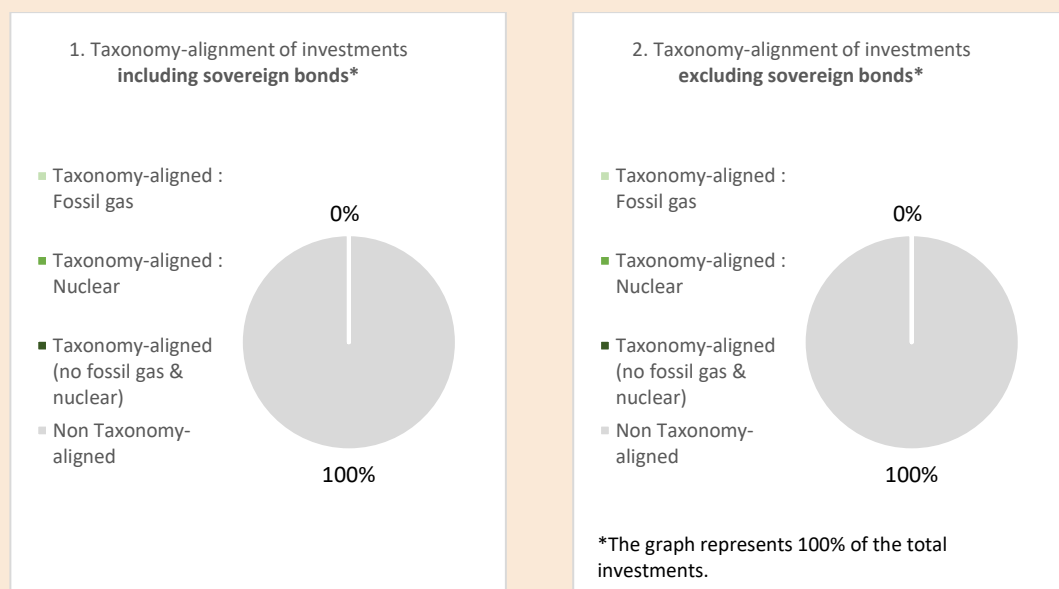 1. Taxonomy-alignment of investments
including sovereign bonds*
Taxonomy-aligned :
Fossil gas
Taxonomy-aligned :
Nuclear
Taxonomy-aligned
(no fossil gas &
nuclear)
Non Taxonomy-
aligned
0%
100%
2. Taxonomy-alignment of investments
excluding sovereign bonds*
Taxonomy-aligned :
Fossil gas
Taxonomy-aligned :
Nuclear
Taxonomy-aligned
(no fossil gas &
nuclear)
Non Taxonomy-
aligned
0%
100%
*The graph represents 100% of the total
investments.